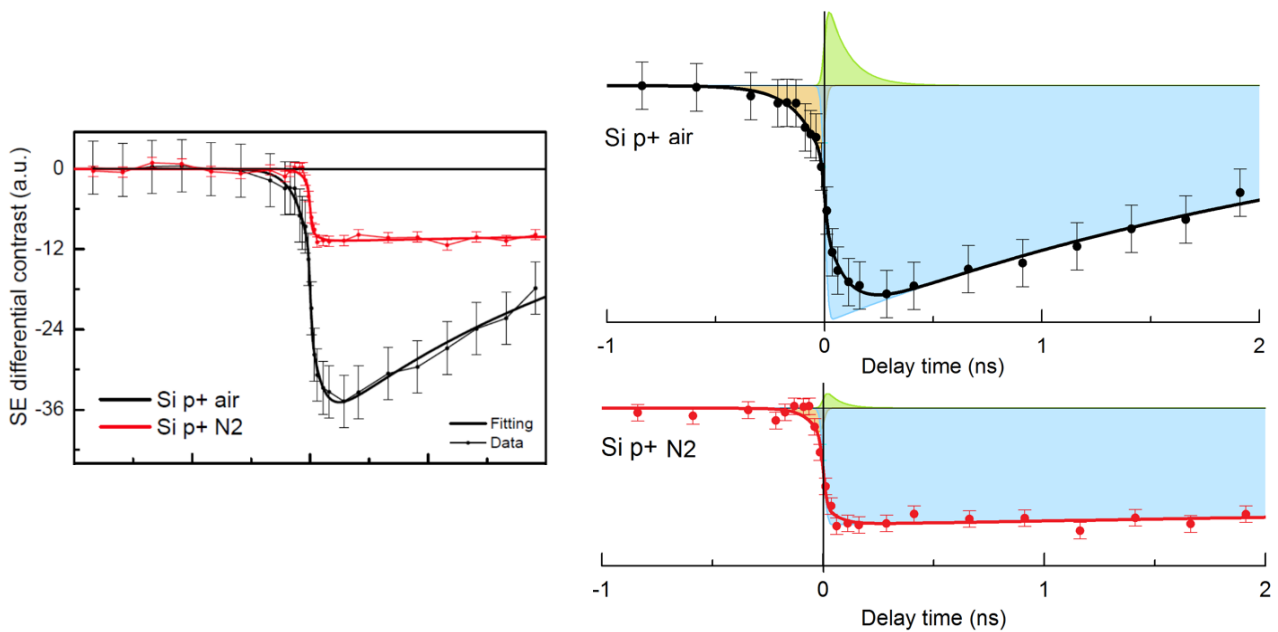 SE differential contrast (a.u.)
0
-12
-24
-36
Si p+ air
Si p+ N2
Fitting
Data
Si p+ air
-1
0
1
2
Delay time (ns)
Si p+ N2
-1
0
1
2
Delay time (ns)